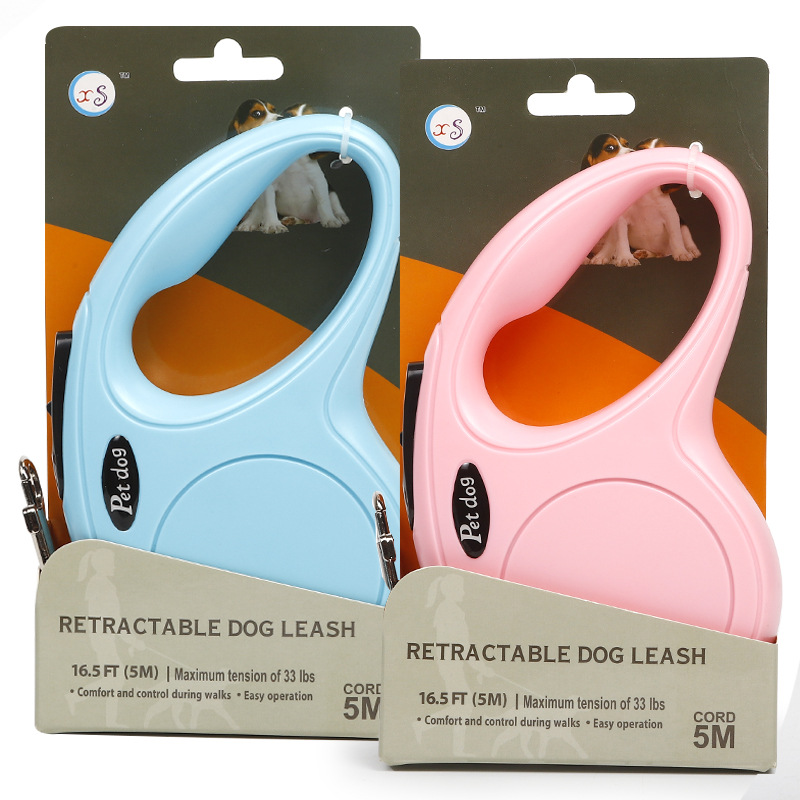 xS TM
Pet dog
RETRACTABLE DOG LEASH
16.5 FT (5M) | Maximum tension of 33 lbs
• Comfort and control during walks • Easy operation
CORD
5M
xS TM
Pet dog
RETRACTABLE DOG LEASH
16.5 FT (5M) | Maximum tension of 33 lbs
• Comfort and control during walks • Easy operation
CORD
5M